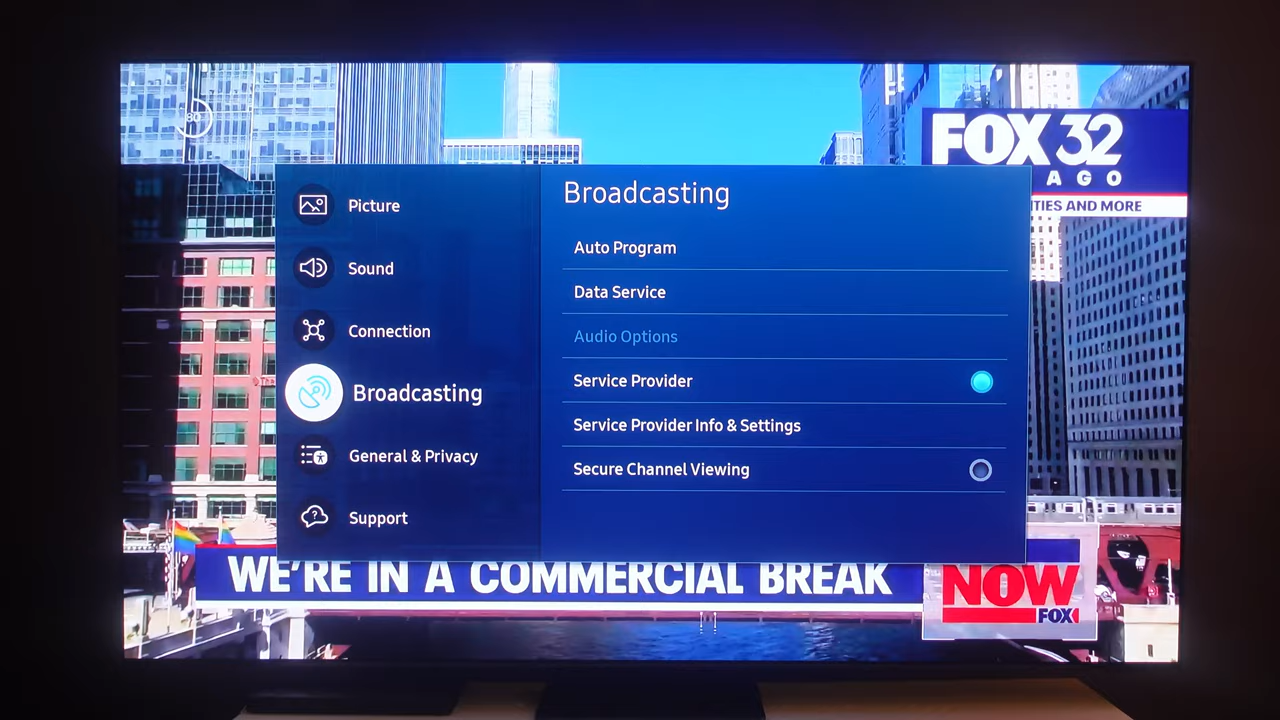 30
FOX 32
AGO
ITIES AND MORE
Picture
Sound
Connection
Broadcasting
General & Privacy
Support
Broadcasting
Auto Program
Data Service
Audio Options
Service Provider
Service Provider Info & Settings
Secure Channel Viewing
WE'RE IN A COMMERCIAL BREAK
NOW
FOX